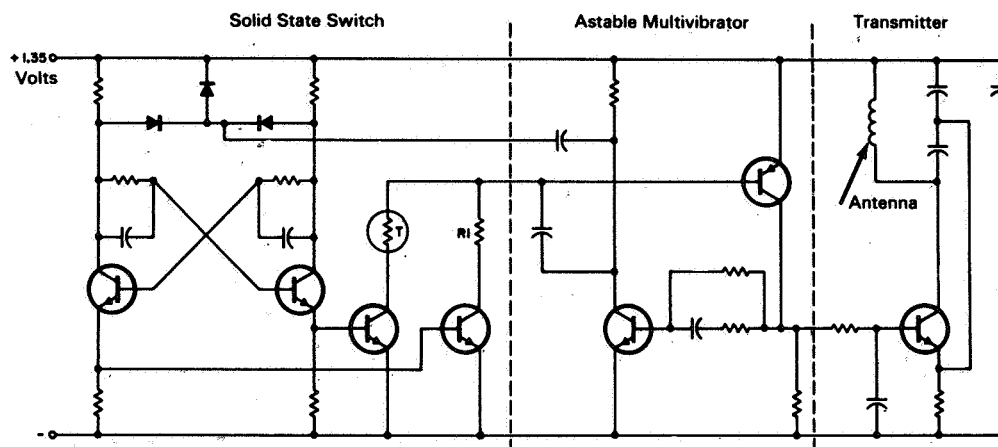 Solid State Switch
Astable Multivibrator
Transmitter
+ 1.35
Volts
T
R1
Antenna
-